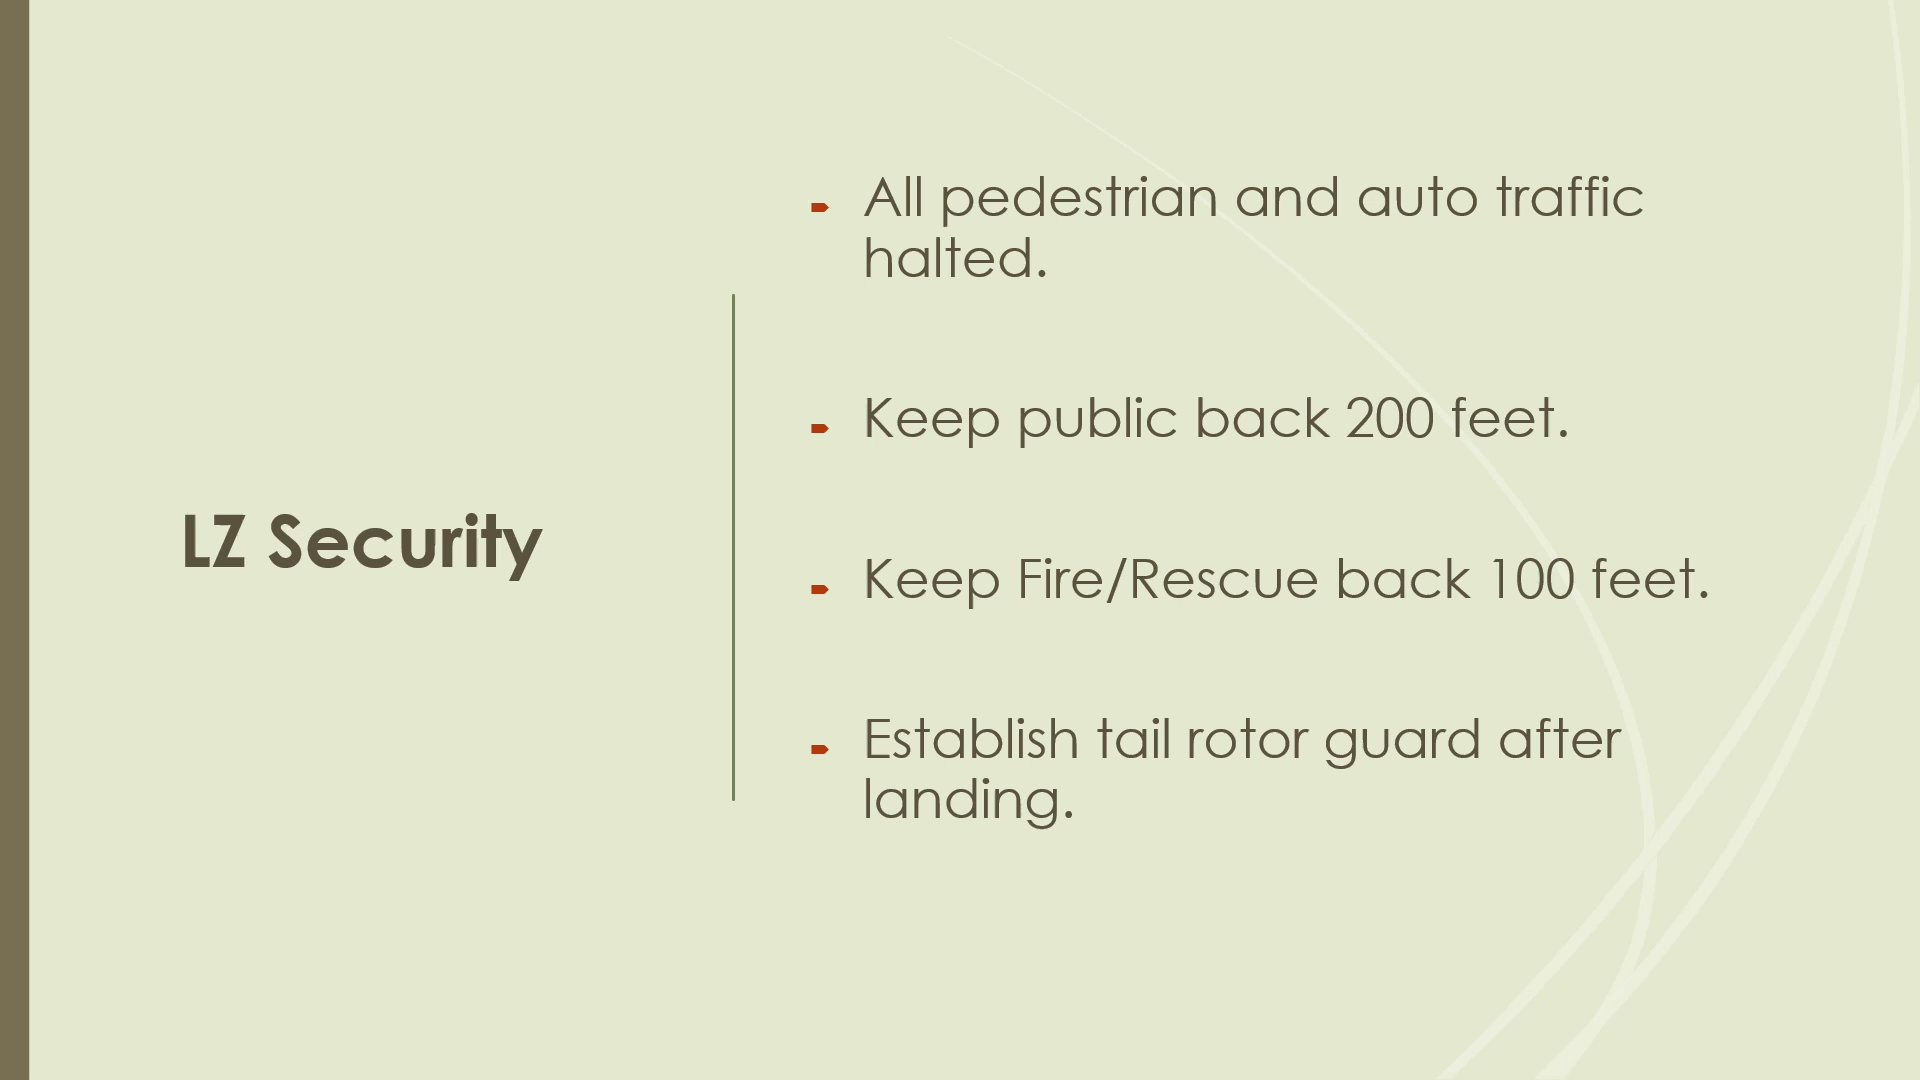 LZ Security
All pedestrian and auto traffic
halted.
Keep public back 200 feet.
Keep Fire/Rescue back 100 feet.
Establish tail rotor guard after
landing.